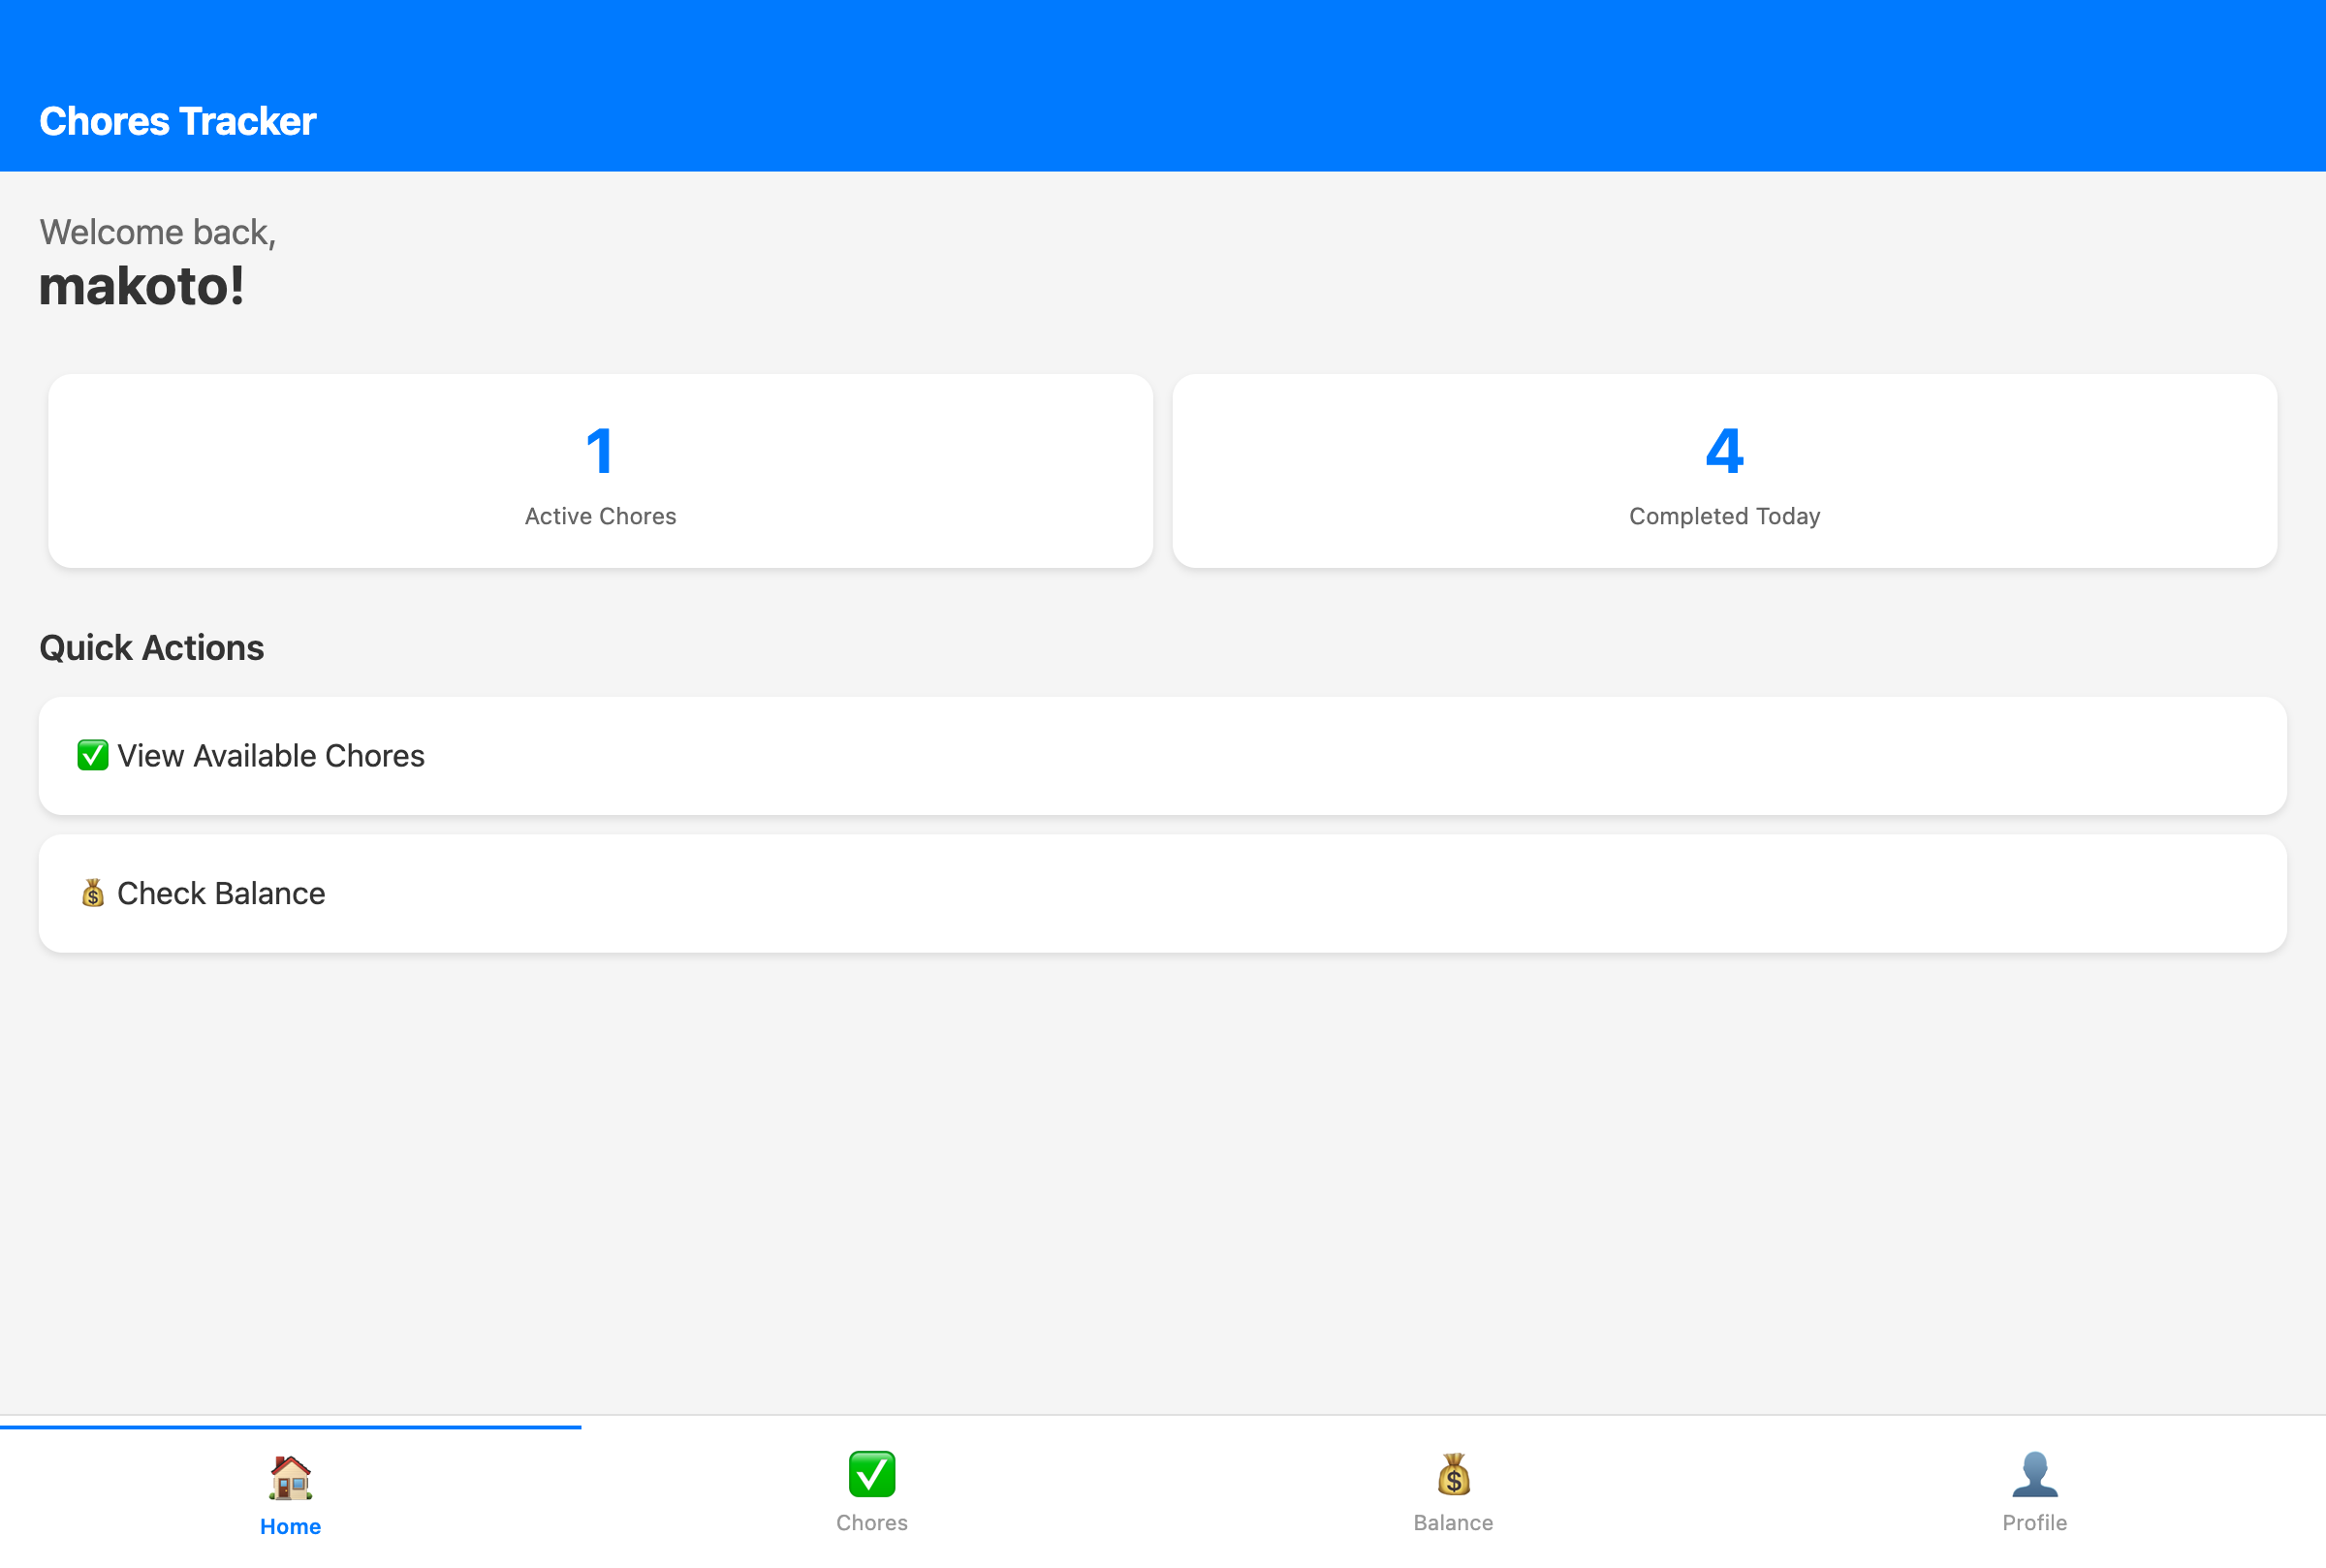 Chores Tracker
Welcome back,
makoto!
1
Active Chores
4
Completed Today
Quick Actions
✅ View Available Chores
💰 Check Balance
Home
Chores
Balance
Profile